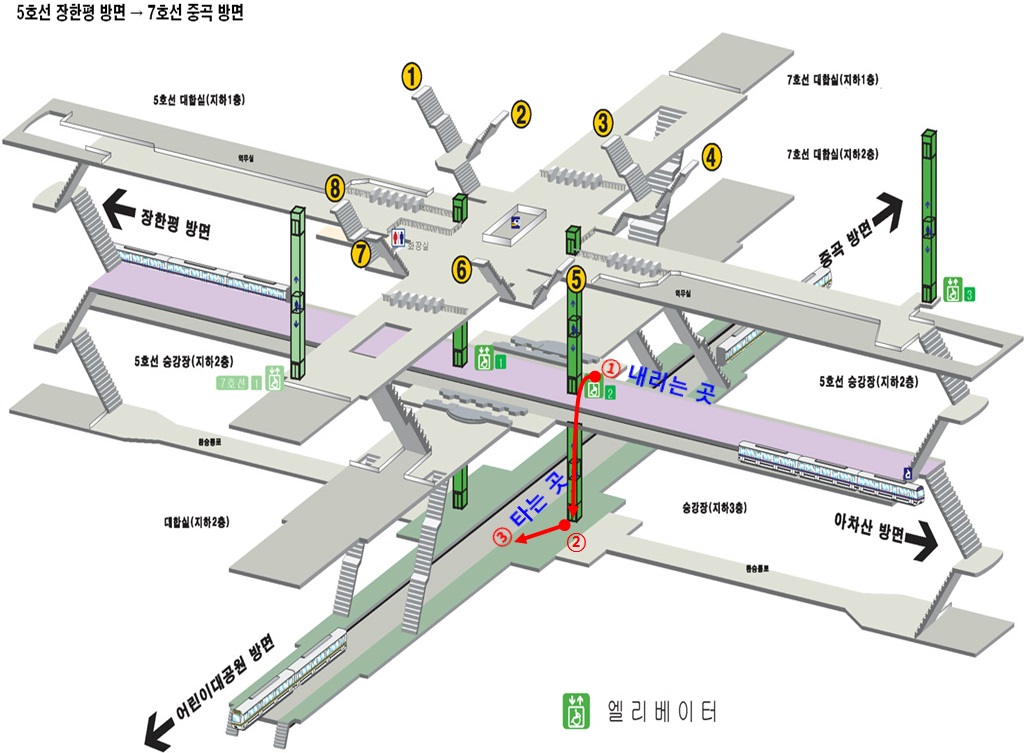 5호선 장한평 방면 → 7호선 중곡 방면
1
2
3
4
5
6
7
8
5호선 대합실(지하1층)
7호선 대합실(지하1층)
7호선 대합실(지하2층)
역무실
장한평 방면
화장실
중곡 방면
역무실
3
5호선 승강장(지하2층)
7호선 1
1
① 내리는 곳
2
5호선 승강장(지하2층)
환승통로
대합실(지하2층)
타는 곳
③
②
승강장(지하3층)
아차산 방면
환승통로
어린이대공원 방면
엘리베이터